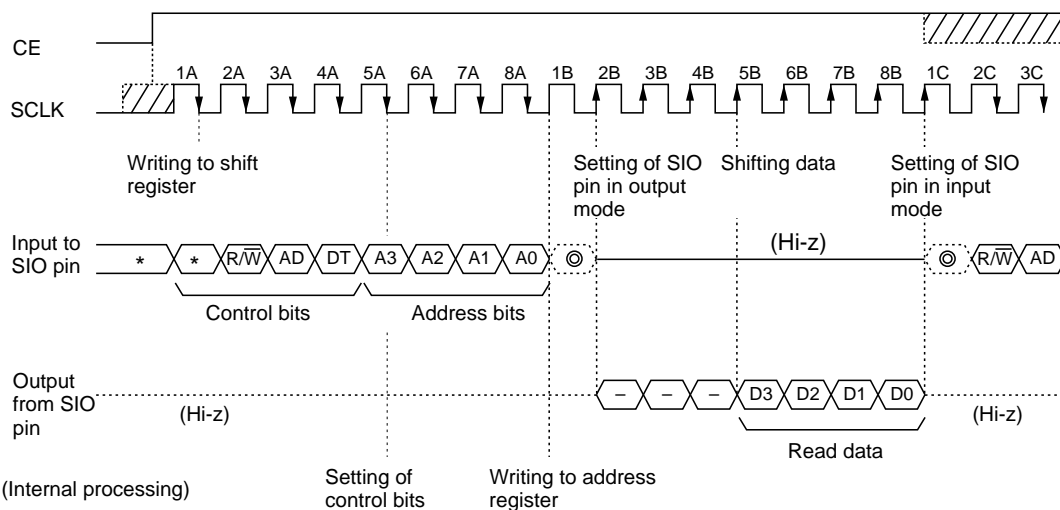 CE
1A 2A 3A 4A 5A 6A 7A 8A 1B 2B 3B 4B 5B 6B 7B 8B 1C 2C 3C
SCLK
Writing to shift
register
Setting of SIO
pin in output
mode
Shifting data
Setting of SIO
pin in input
mode
Input to
SIO pin
* * R/W̅ AD DT A3 A2 A1 A0 ◎ (Hi-z) ◎ R/W̅ AD
Control bits
Address bits
Output
from SIO
pin
(Hi-z)
– – – D3 D2 D1 D0
(Hi-z)
Read data
(Internal processing)
Setting of
control bits
Writing to address
register